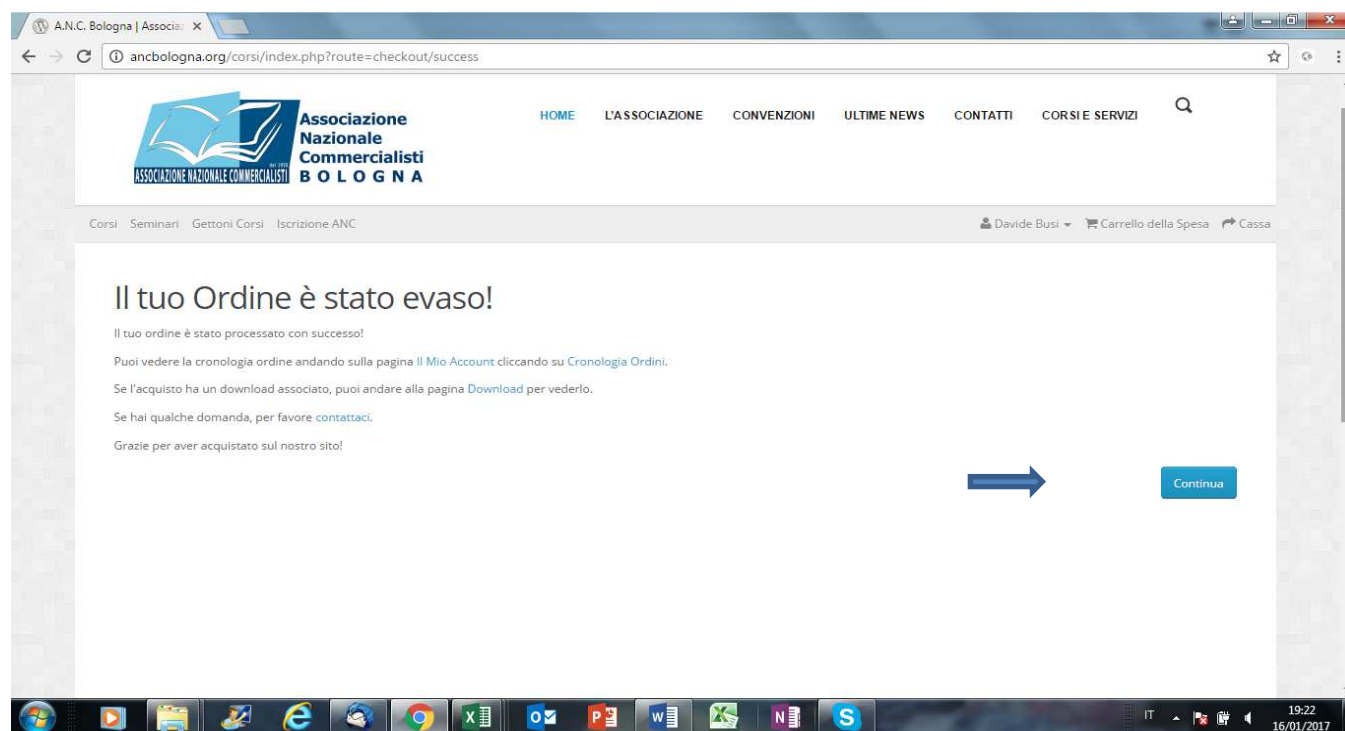 A.N.C. Bologna | Associa
ancbologna.org/corsi/index.php?route=checkout/success
ASSOCIAZIONE NAZIONALE COMMERCIALISTI
Associazione
Nazionale
Commercialisti
BOLOGNA
HOME L'ASSOCIAZIONE CONVENZIONI ULTIME NEWS CONTATTI CORSI E SERVIZI
Corsi Seminari Gettoni Corsi Iscrizione ANC Davide Busi Carrello della Spesa Cassa
Il tuo Ordine è stato evaso!
Il tuo ordine è stato processato con successo!
Puoi vedere la cronologia ordine andando sulla pagina Il Mio Account cliccando su Cronologia Ordini.
Se l'acquisto ha un download associato, puoi andare alla pagina Download per vederlo.
Se hai qualche domanda, per favore contattaci.
Grazie per aver acquistato sul nostro sito!
Continua
IT
19:22
16/01/2017